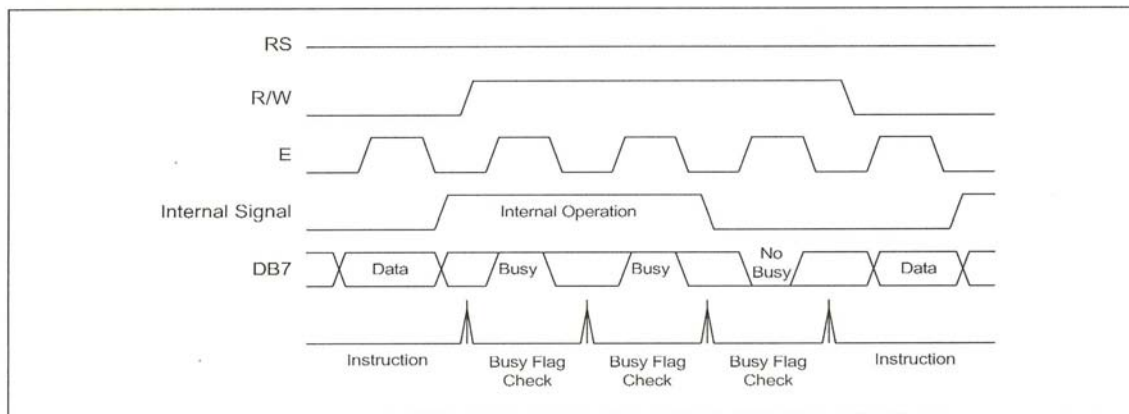 RS
R/W
E
Internal Signal
Internal Operation
DB7
Data
Busy
Busy
No
Busy
Data
Instruction
Busy Flag
Check
Busy Flag
Check
Busy Flag
Check
Instruction